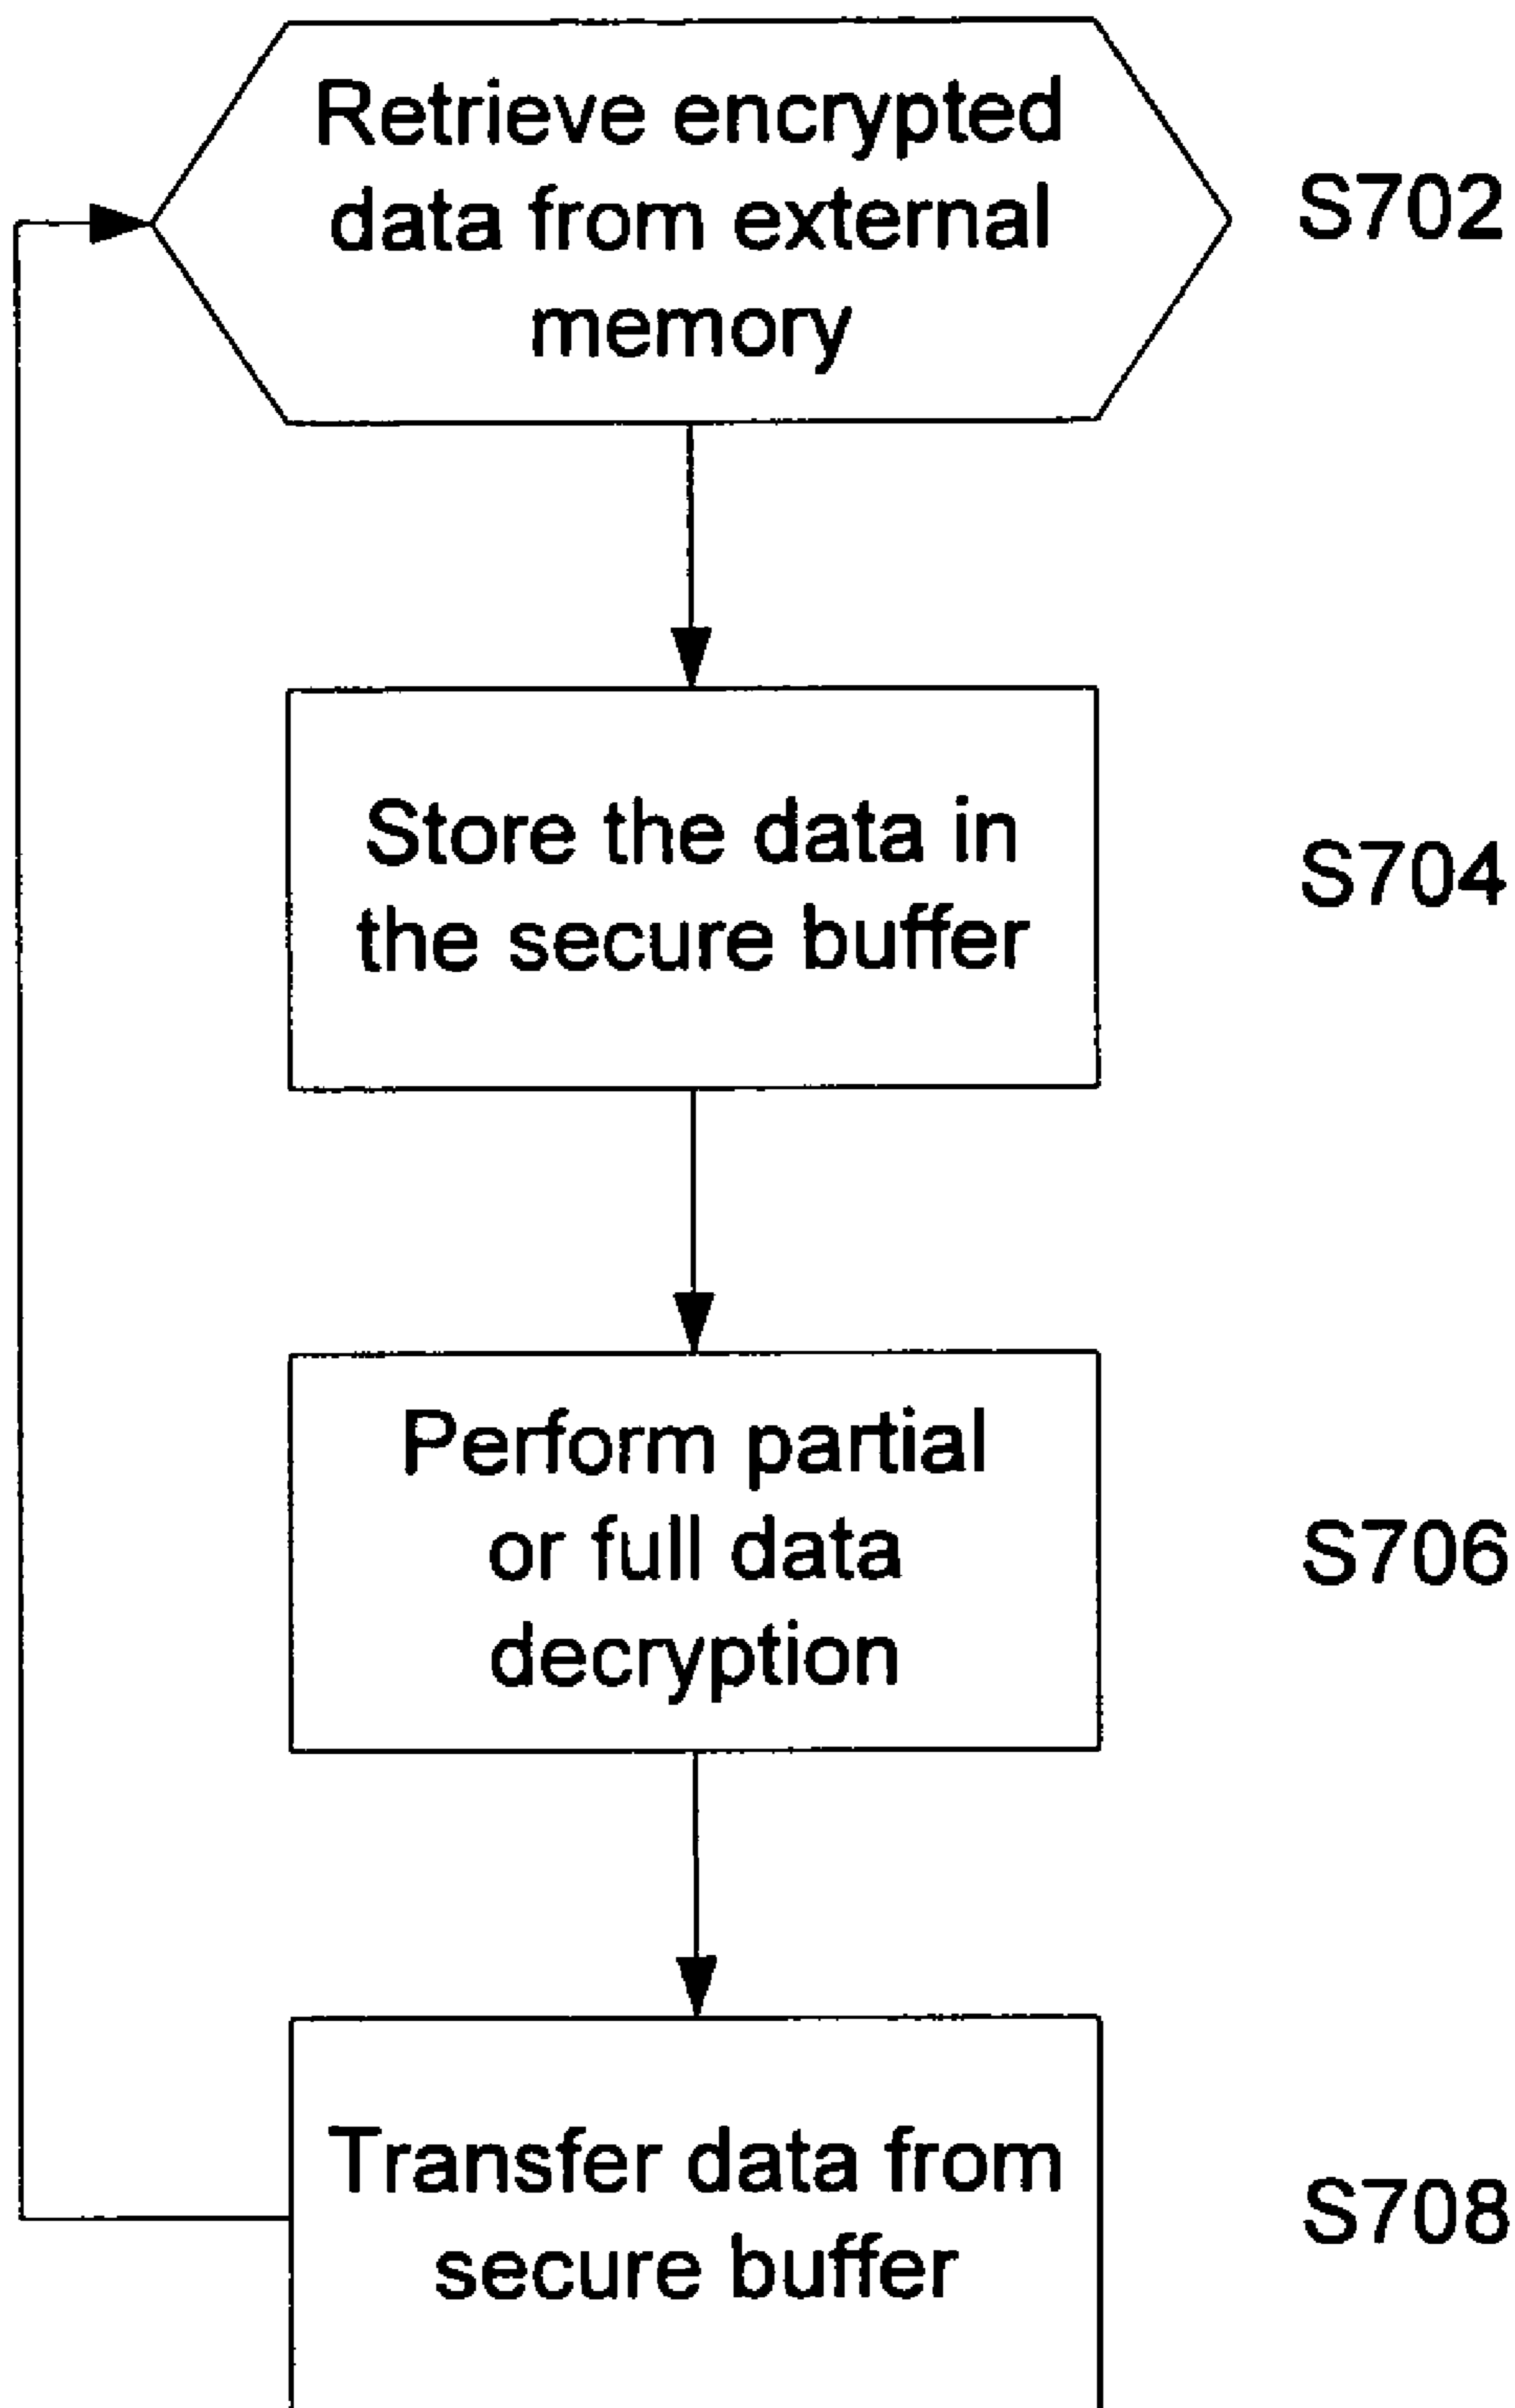 Retrieve encrypted
data from external
memory
S702
Store the data in
the secure buffer
S704
Perform partial
or full data
decryption
S706
Transfer data from
secure buffer
S708